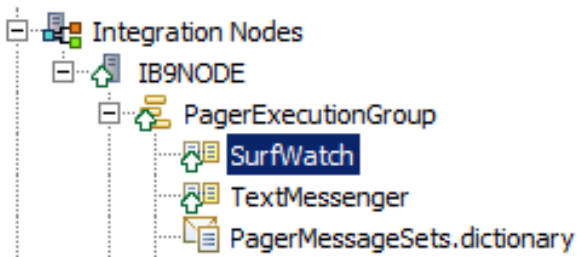 Integration Nodes
IB9NODE
PagerExecutionGroup
SurfWatch
TextMessenger
PagerMessageSets.dictionary